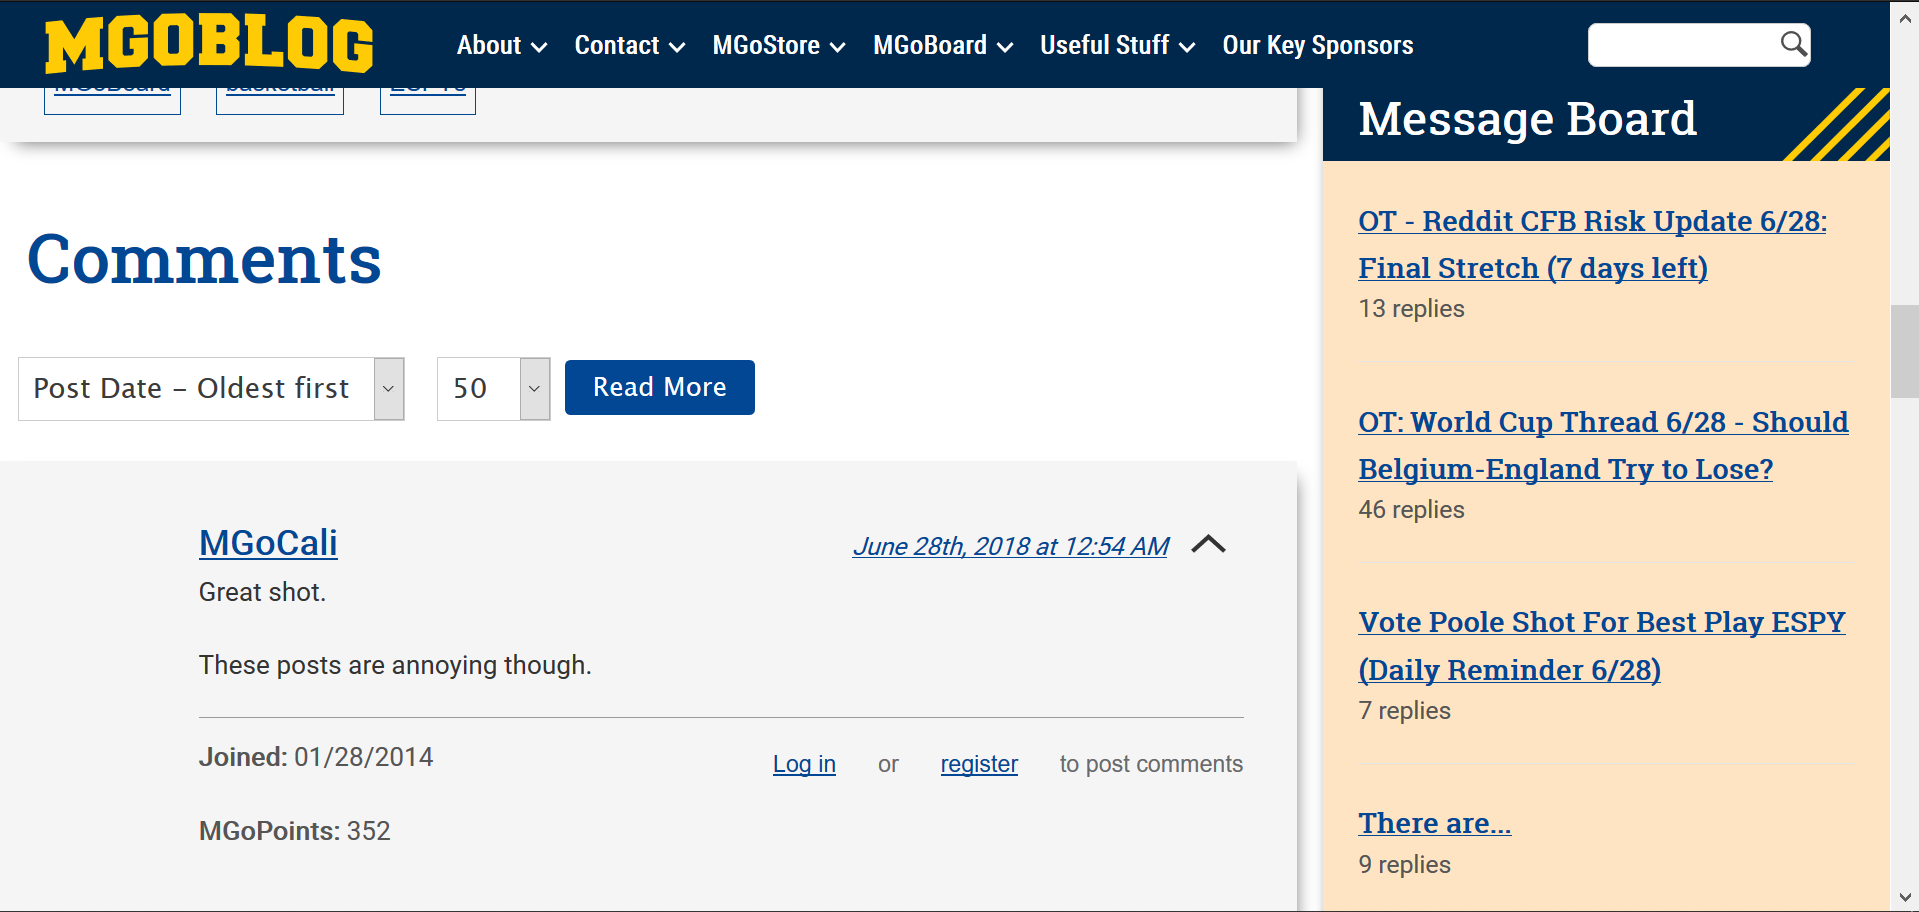 MGOBLOG
About
Contact
MGoStore
MGoBoard
Useful Stuff
Our Key Sponsors
MGoBoard
basketball
Comments
Post Date – Oldest first
50
Read More
MGoCali
June 28th, 2018 at 12:54 AM
Great shot.
These posts are annoying though.
Joined: 01/28/2014
Log in or register to post comments
MGoPoints: 352
Message Board
OT - Reddit CFB Risk Update 6/28:
Final Stretch (7 days left)
13 replies
OT: World Cup Thread 6/28 - Should
Belgium-England Try to Lose?
46 replies
Vote Poole Shot For Best Play ESPY
(Daily Reminder 6/28)
7 replies
There are...
9 replies